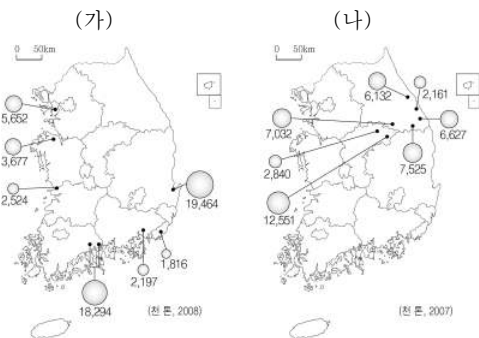 (가)
(나)
0 50km
5,652
3,677
2,524
19,464
1,816
2,197
18,294
(천 톤, 2008)
0 50km
6,132
2,161
7,032
6,627
2,840
7,525
12,551
(천 톤, 2007)